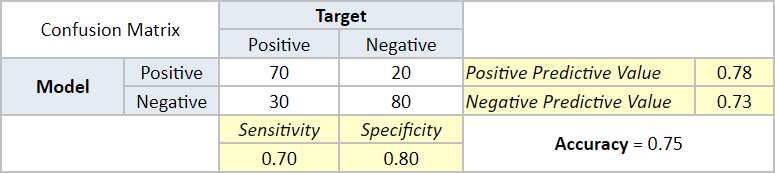 Confusion Matrix
Target
Positive Negative
Model
Positive 70 20 Positive Predictive Value 0.78
Negative 30 80 Negative Predictive Value 0.73
Sensitivity Specificity
0.70 0.80
Accuracy = 0.75